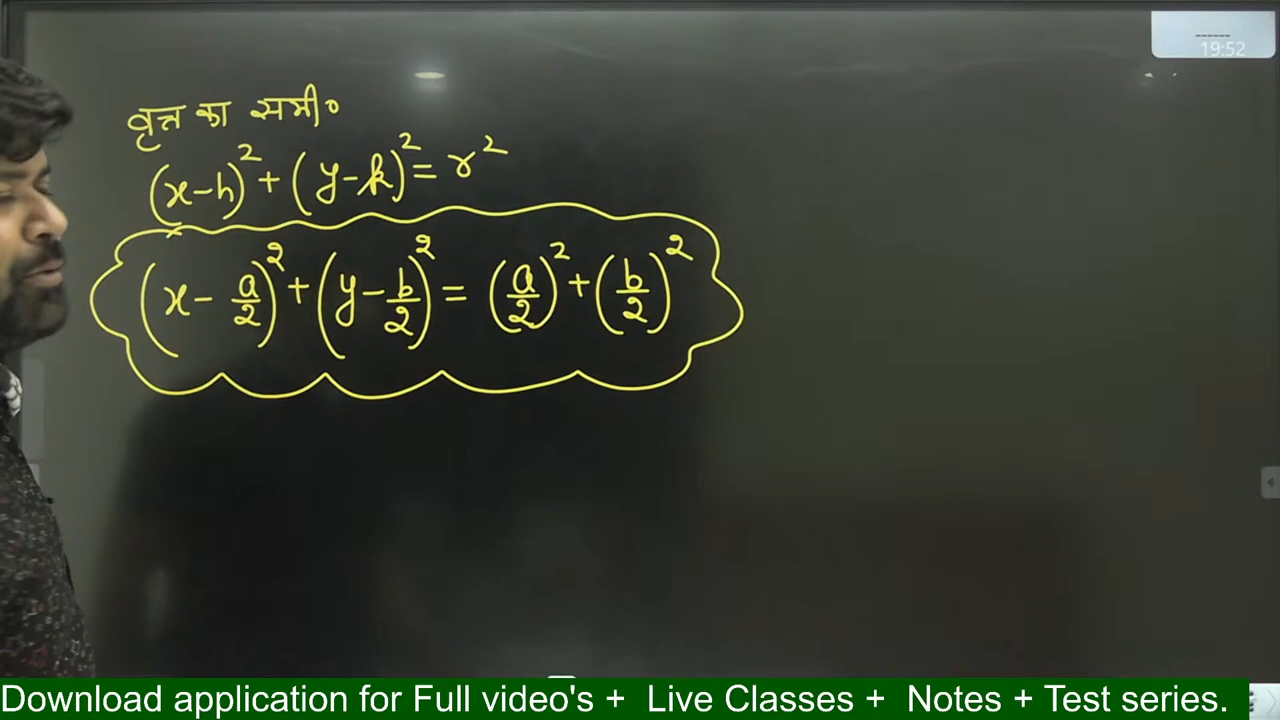 19:52
वृत्त का समी०
(x-h)² + (y-k)² = r²
(x - a/2)² + (y - b/2)² = (a/2)² + (b/2)²
Download application for Full video's + Live Classes + Notes + Test series.